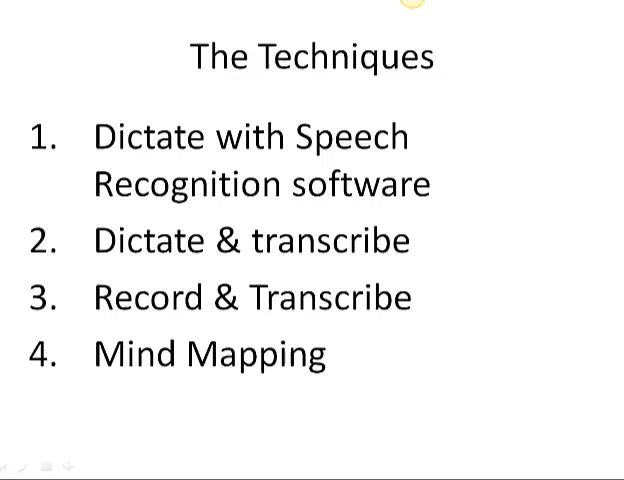 The Techniques
1. Dictate with Speech
Recognition software
2. Dictate & transcribe
3. Record & Transcribe
4. Mind Mapping